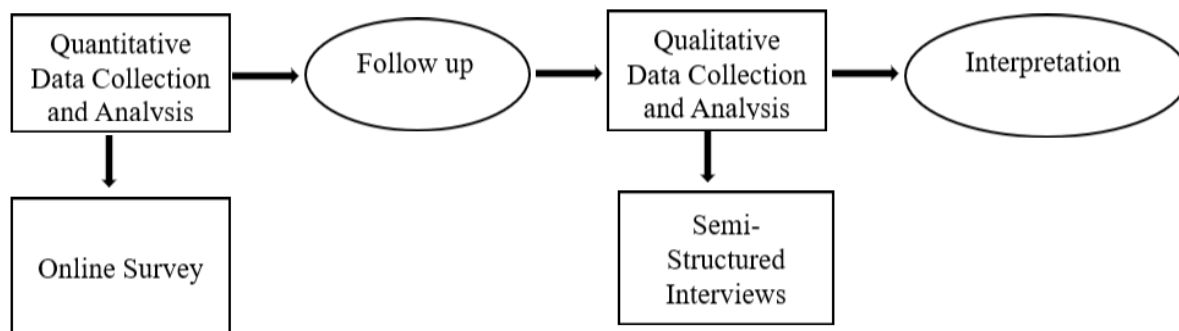 Quantitative
Data Collection
and Analysis
Follow up
Qualitative
Data Collection
and Analysis
Interpretation
Online Survey
Semi-
Structured
Interviews